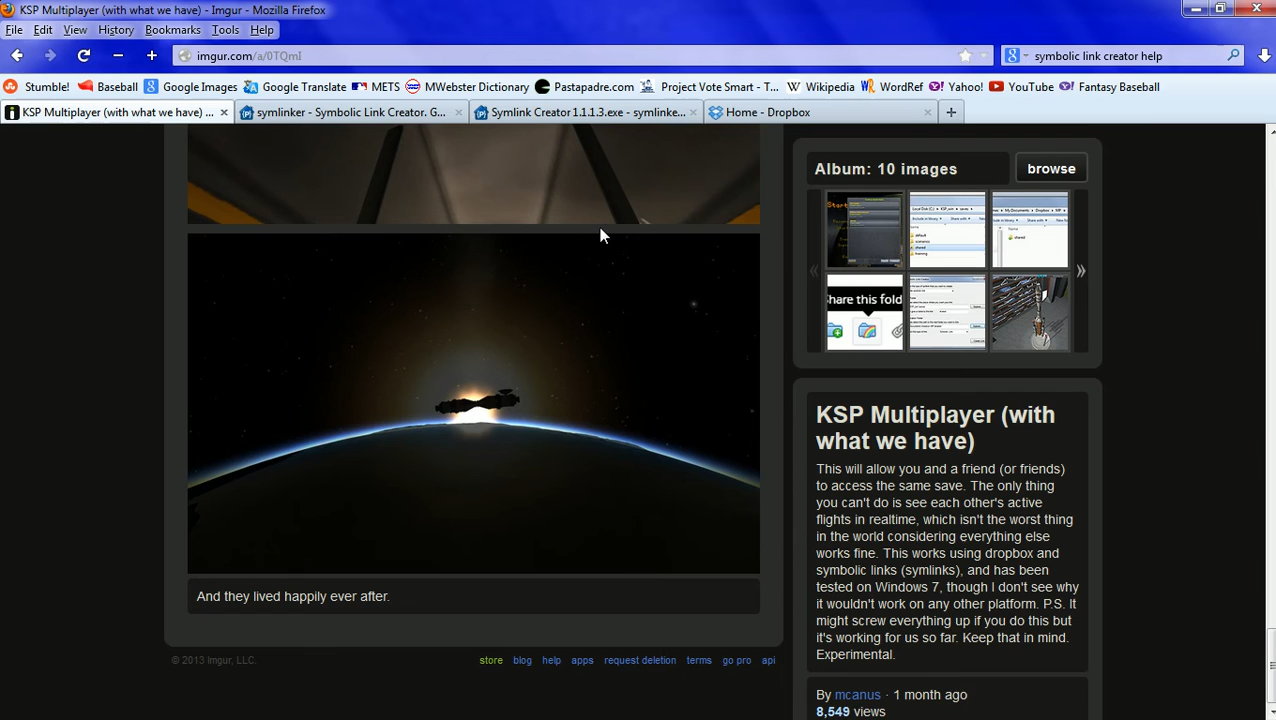 KSP Multiplayer (with what we have) - Imgur - Mozilla Firefox
File Edit View History Bookmarks Tools Help
imgur.com/a/0TQmI
symbolic link creator help
Stumble! Baseball Google Images Google Translate METS MWebster Dictionary Pastapadre.com Project Vote Smart - T... Wikipedia WordRef Yahoo! YouTube Fantasy Baseball
KSP Multiplayer (with what we have) ... symlinker - Symbolic Link Creator. G... Symlink Creator 1.1.1.3.exe - symlinke... Home - Dropbox
Album: 10 images
browse
Share this fold
KSP Multiplayer (with
what we have)
This will allow you and a friend (or friends)
to access the same save. The only thing
you can't do is see each other's active
flights in realtime, which isn't the worst thing
in the world considering everything else
works fine. This works using dropbox and
symbolic links (symlinks), and has been
tested on Windows 7, though I don't see why
it wouldn't work on any other platform. P.S. It
might screw everything up if you do this but
it's working for us so far. Keep that in mind.
Experimental.
And they lived happily ever after.
© 2013 Imgur, LLC.
store blog help apps request deletion terms go pro api
By mcanus · 1 month ago
8,549 views